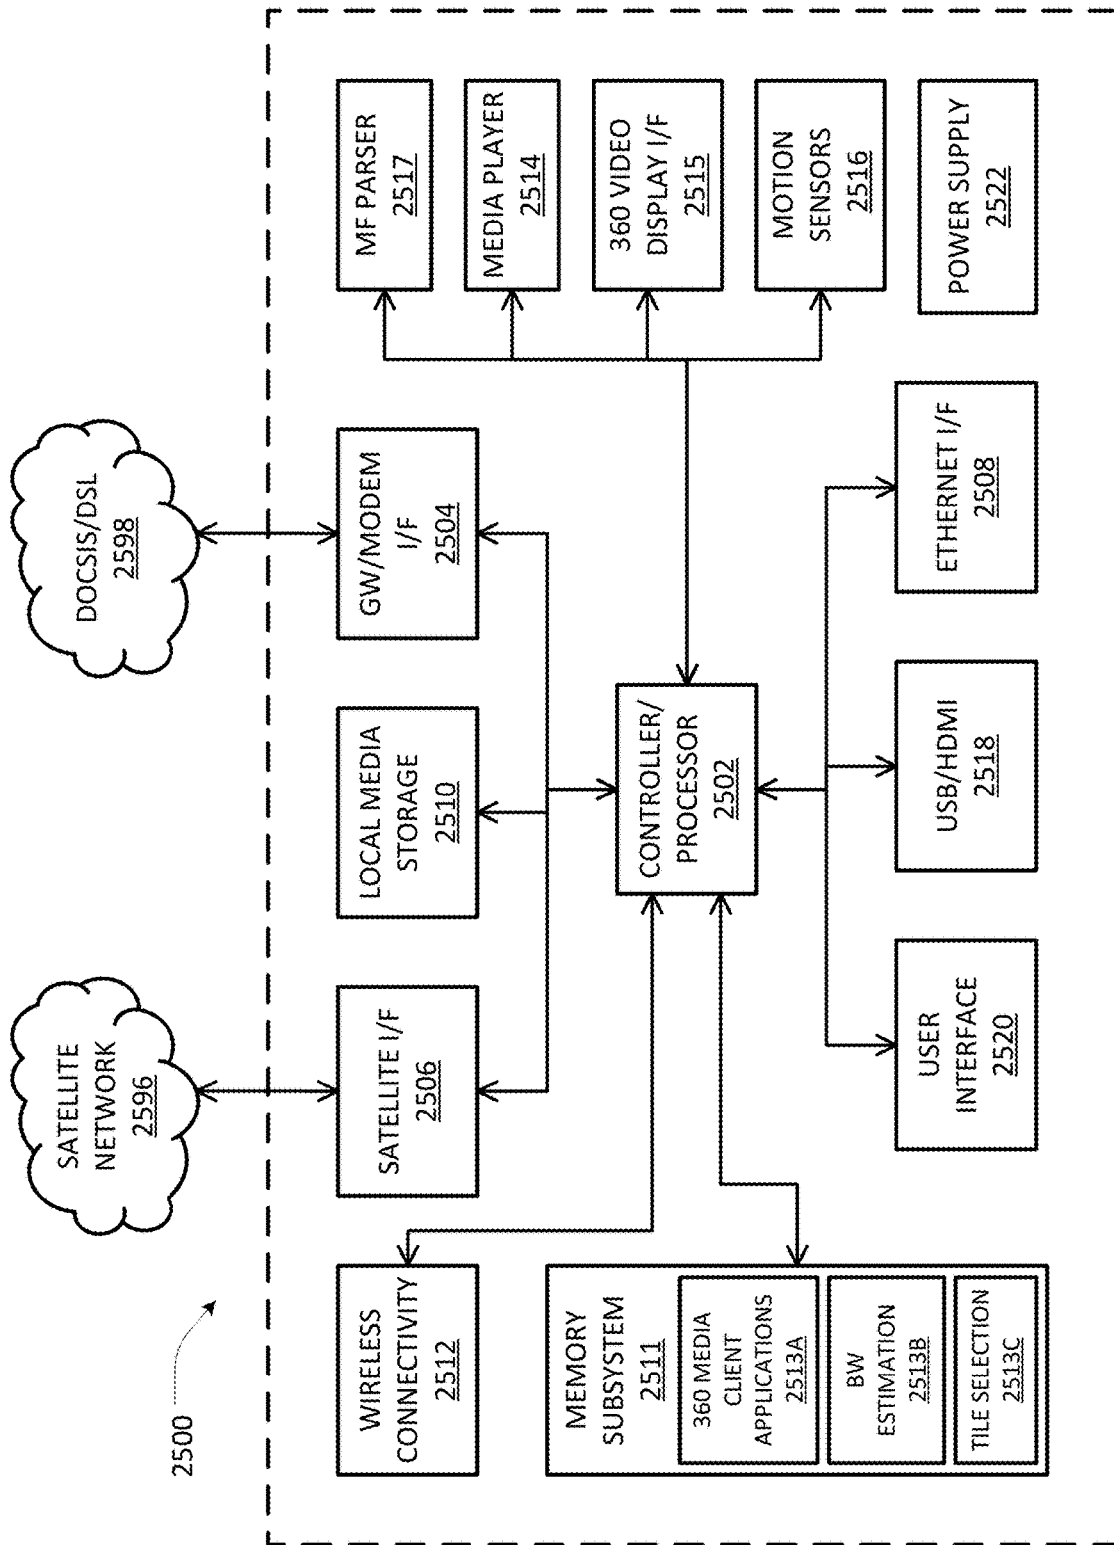 2500
SATELLITE
NETWORK
2596
DOCSIS/DSL
2598
WIRELESS
CONNECTIVITY
2512
SATELLITE I/F
2506
LOCAL MEDIA
STORAGE
2510
GW/MODEM
I/F
2504
MF PARSER
2517
MEDIA PLAYER
2514
360 VIDEO
DISPLAY I/F
2515
MOTION
SENSORS
2516
MEMORY
SUBSYSTEM
2511
360 MEDIA
CLIENT
APPLICATIONS
2513A
BW
ESTIMATION
2513B
TILE SELECTION
2513C
CONTROLLER/
PROCESSOR
2502
USER
INTERFACE
2520
USB/HDMI
2518
ETHERNET I/F
2508
POWER SUPPLY
2522